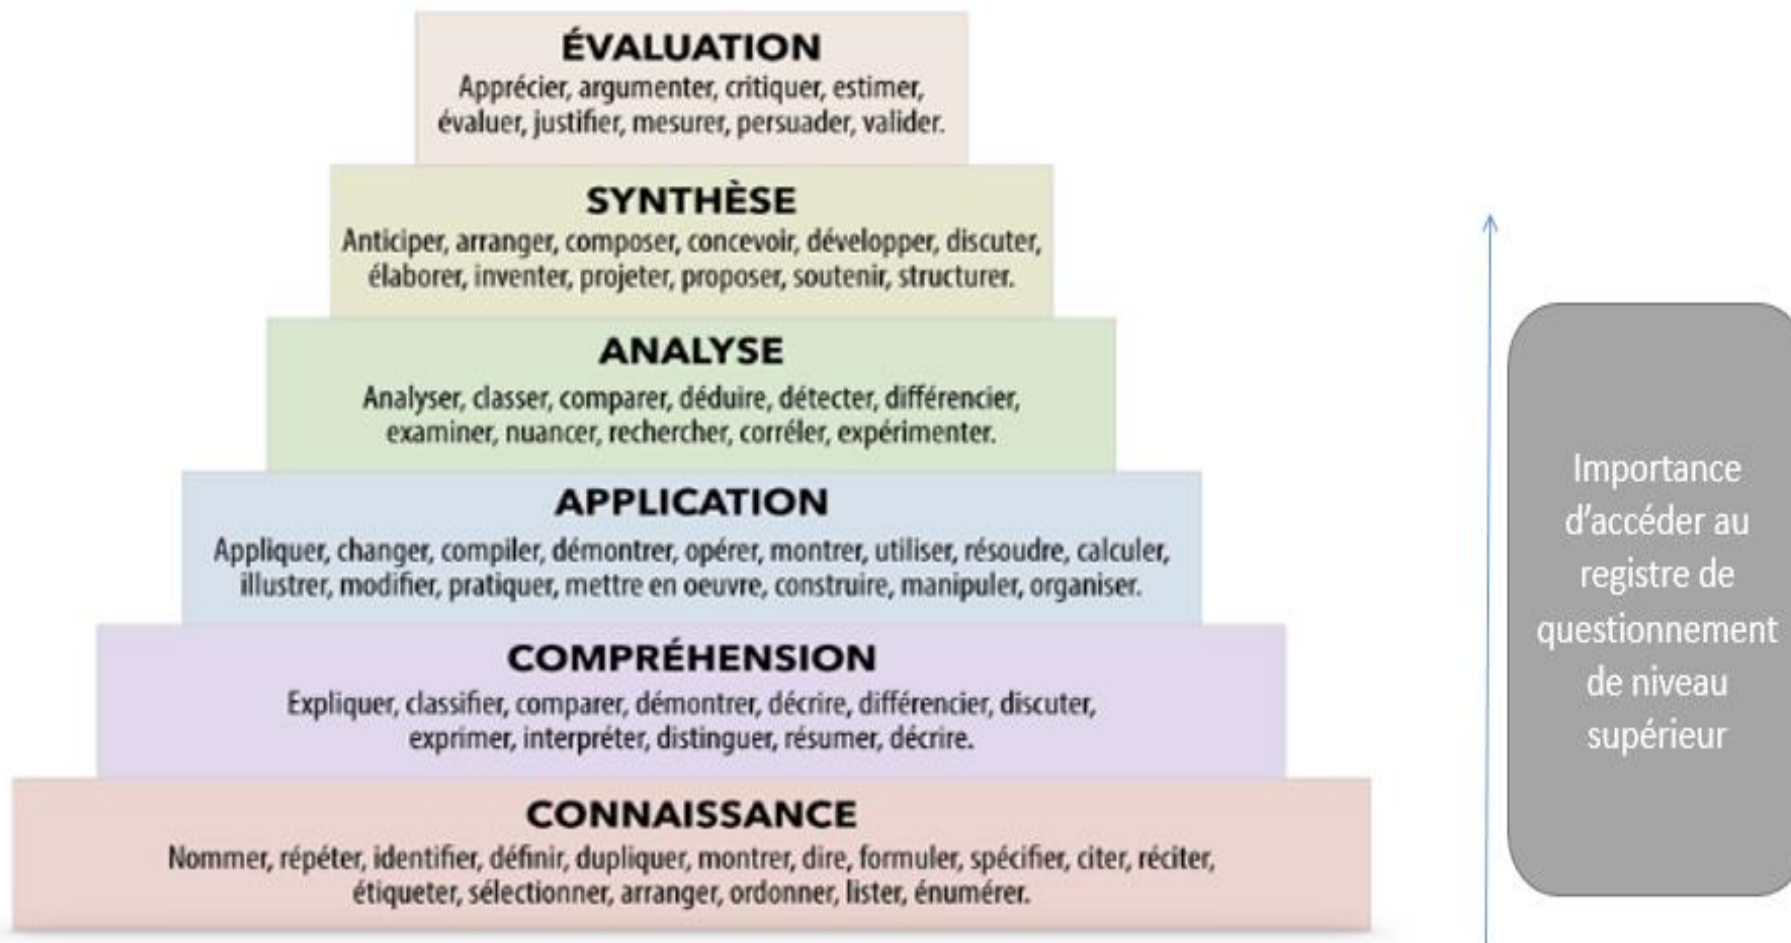 ÉVALUATION
Apprécier, argumenter, critiquer, estimer,
évaluer, justifier, mesurer, persuader, valider.
SYNTHÈSE
Anticiper, arranger, composer, concevoir, développer, discuter,
élaborer, inventer, projeter, proposer, soutenir, structurer.
ANALYSE
Analyser, classer, comparer, déduire, détecter, différencier,
examiner, nuancer, rechercher, corréler, expérimenter.
APPLICATION
Appliquer, changer, compiler, démontrer, opérer, montrer, utiliser, résoudre, calculer,
illustrer, modifier, pratiquer, mettre en oeuvre, construire, manipuler, organiser.
COMPRÉHENSION
Expliquer, classifier, comparer, démontrer, décrire, différencier, discuter,
exprimer, interpréter, distinguer, résumer, décrire.
CONNAISSANCE
Nommer, répéter, identifier, définir, dupliquer, montrer, dire, formuler, spécifier, citer, réciter,
étiqueter, sélectionner, arranger, ordonner, lister, énumérer.
Importance
d'accéder au
registre de
questionnement
de niveau
supérieur